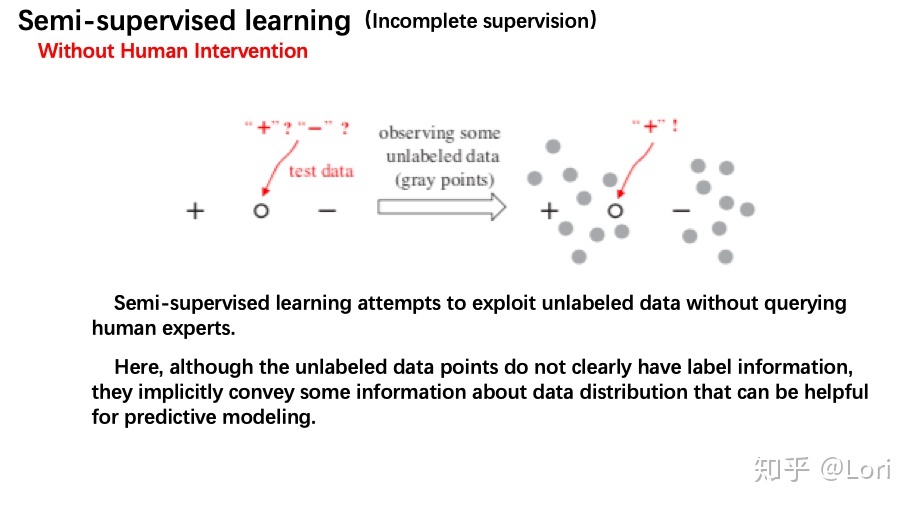 Semi-supervised learning (Incomplete supervision)
Without Human Intervention
"+" ? "−" ?
test data
observing some
unlabeled data
(gray points)
"+" !
+ −
+ −
Semi-supervised learning attempts to exploit unlabeled data without querying
human experts.
Here, although the unlabeled data points do not clearly have label information,
they implicitly convey some information about data distribution that can be helpful
for predictive modeling.
知乎 @Lori